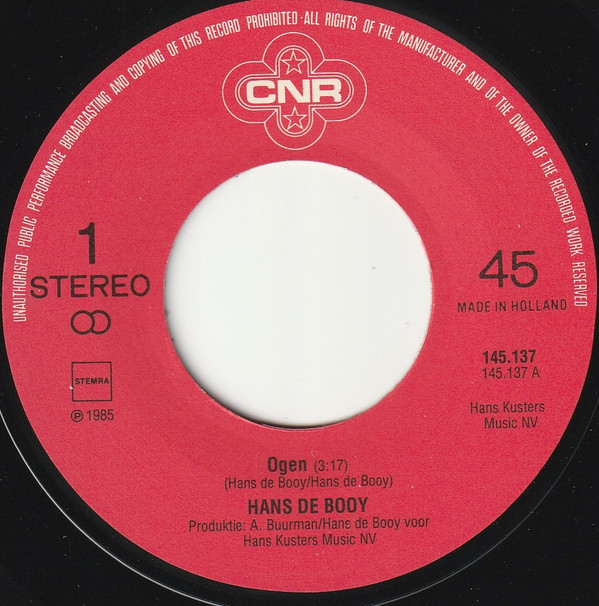 UNAUTHORISED PUBLIC PERFORMANCE BROADCASTING AND COPYING OF THIS RECORD PROHIBITED·ALL RIGHTS OF THE MANUFACTURER AND OF THE OWNER OF THE RECORDED WORK RESERVED
CNR
1
STEREO
45
MADE IN HOLLAND
STEMRA
℗ 1985
145.137
145.137 A
Hans Kusters
Music NV
Ogen (3:17)
(Hans de Booy/Hans de Booy)
HANS DE BOOY
Produktie: A. Buurman/Hans de Booy voor
Hans Kusters Music NV